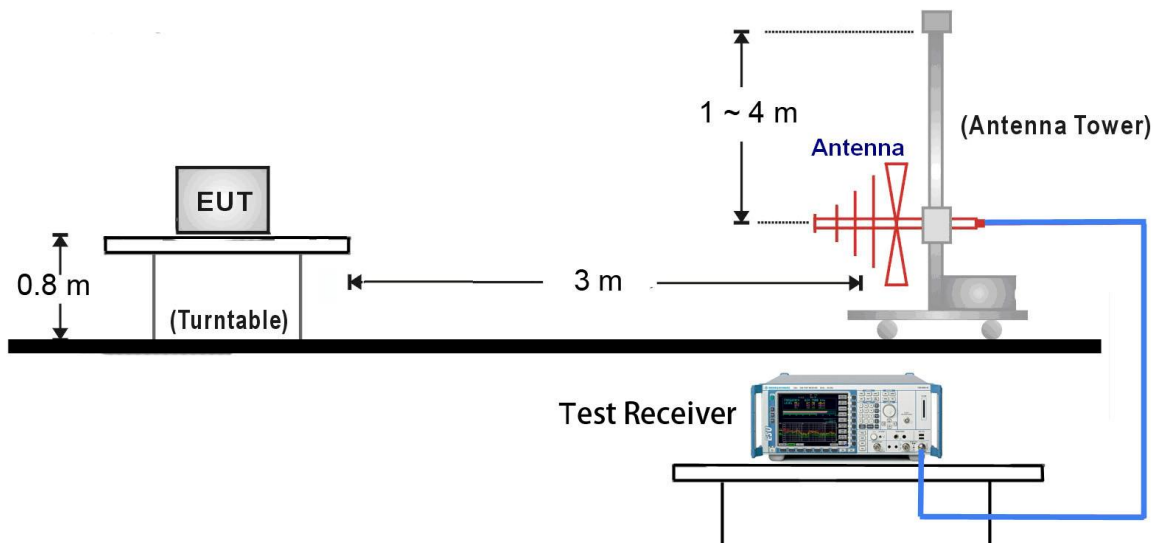 1 ~ 4 m
(Antenna Tower)
Antenna
EUT
0.8 m
3 m
(Turntable)
Test Receiver